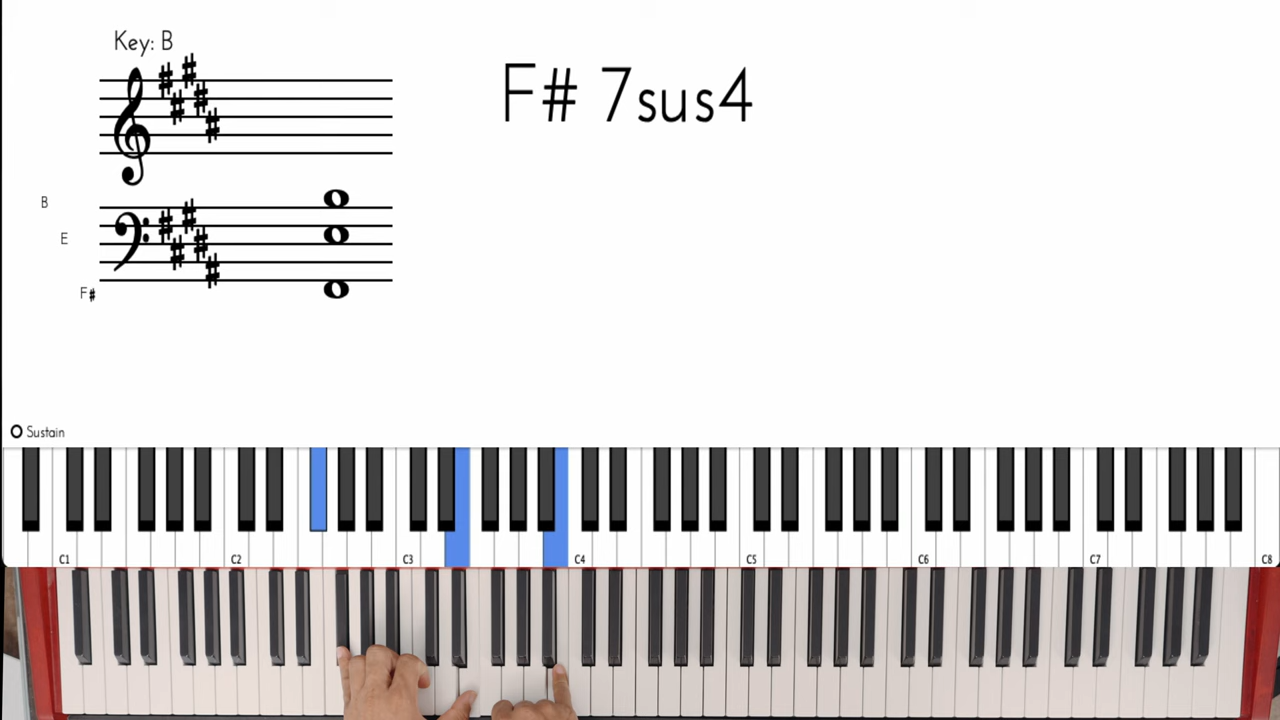 Key: B
F# 7sus4
B
E
F#
Sustain
C1 C2 C3 C4 C5 C6 C7 C8